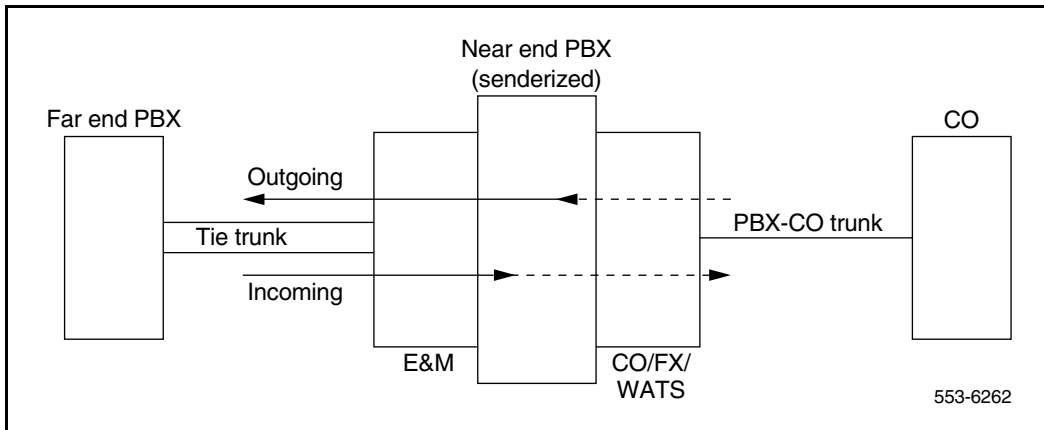 Near end PBX
(senderized)
Far end PBX
CO
Outgoing
PBX-CO trunk
Tie trunk
Incoming
E&M
CO/FX/
WATS
553-6262